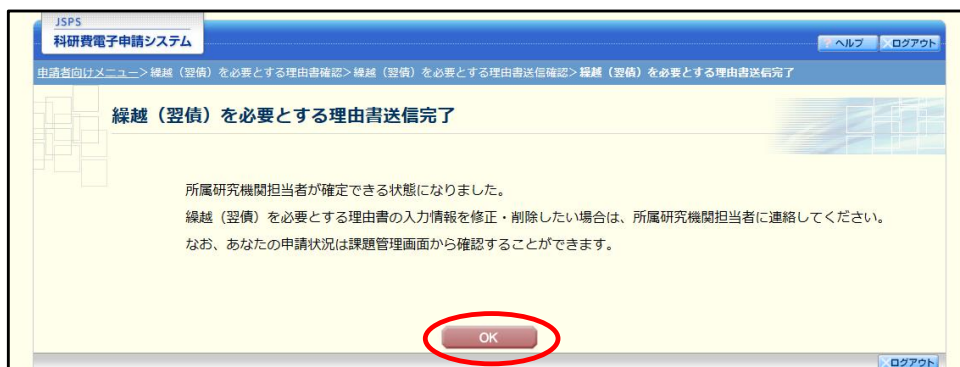 JSPS
科研費電子申請システム
ヘルプ
ログアウト
申請者向けメニュー>繰越（翌債）を必要とする理由書確認>繰越（翌債）を必要とする理由書送信確認>繰越（翌債）を必要とする理由書送信完了
繰越（翌債）を必要とする理由書送信完了
所属研究機関担当者が確定できる状態になりました。
繰越（翌債）を必要とする理由書の入力情報を修正・削除したい場合は、所属研究機関担当者に連絡してください。
なお、あなたの申請状況は課題管理画面から確認することができます。
OK
ログアウト